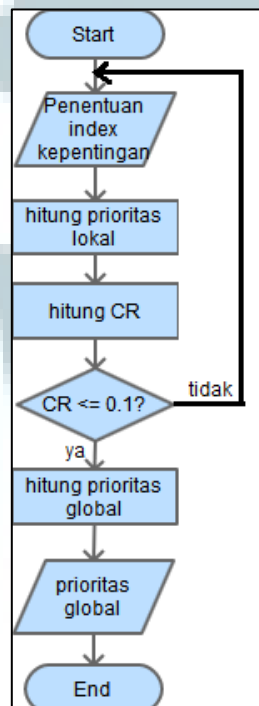 Start
Penentuan
index
kepentingan
hitung prioritas
lokal
hitung CR
CR <= 0.1?
tidak
ya
hitung prioritas
global
prioritas
global
End